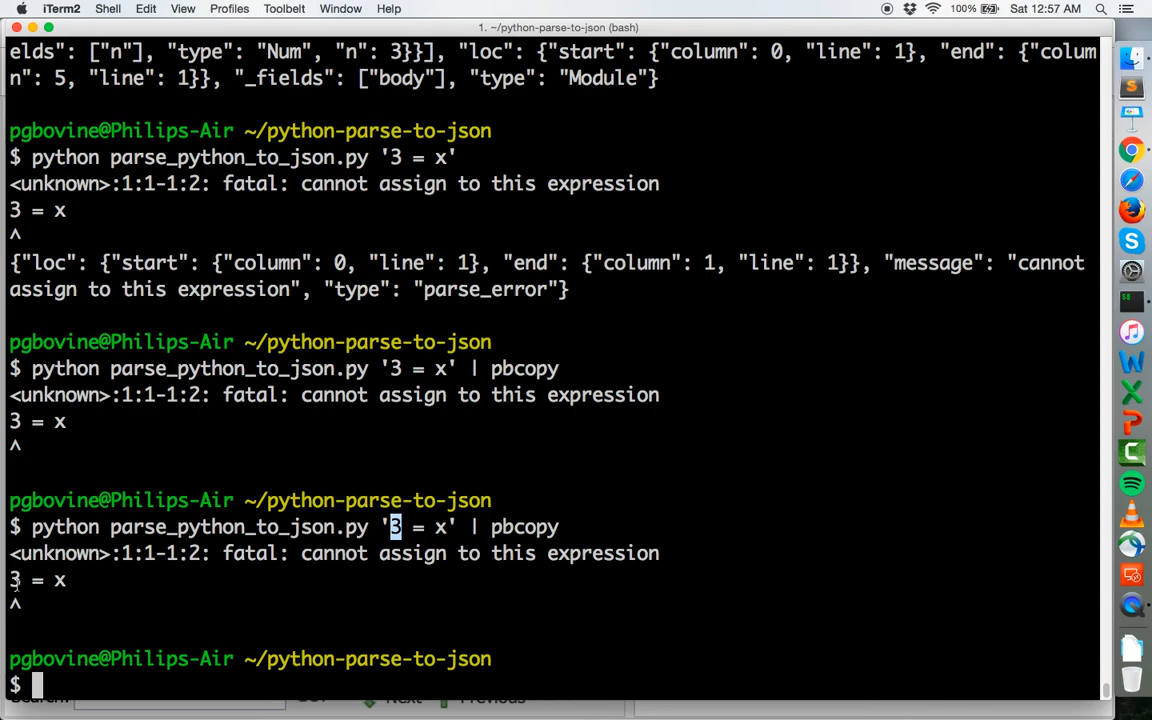 iTerm2 Shell Edit View Profiles Toolbelt Window Help 100% Sat 12:57 AM
1. ~/python-parse-to-json (bash)
elds": ["n"], "type": "Num", "n": 3}}], "loc": {"start": {"column": 0, "line": 1}, "end": {"colum
n": 5, "line": 1}}, "_fields": ["body"], "type": "Module"}
pgbovine@Philips-Air ~/python-parse-to-json
$ python parse_python_to_json.py '3 = x'
<unknown>:1:1-1:2: fatal: cannot assign to this expression
3 = x
^
{"loc": {"start": {"column": 0, "line": 1}, "end": {"column": 1, "line": 1}}, "message": "cannot
assign to this expression", "type": "parse_error"}
pgbovine@Philips-Air ~/python-parse-to-json
$ python parse_python_to_json.py '3 = x' | pbcopy
<unknown>:1:1-1:2: fatal: cannot assign to this expression
3 = x
^
pgbovine@Philips-Air ~/python-parse-to-json
$ python parse_python_to_json.py '3 = x' | pbcopy
<unknown>:1:1-1:2: fatal: cannot assign to this expression
3 = x
^
pgbovine@Philips-Air ~/python-parse-to-json
$
Next Previous